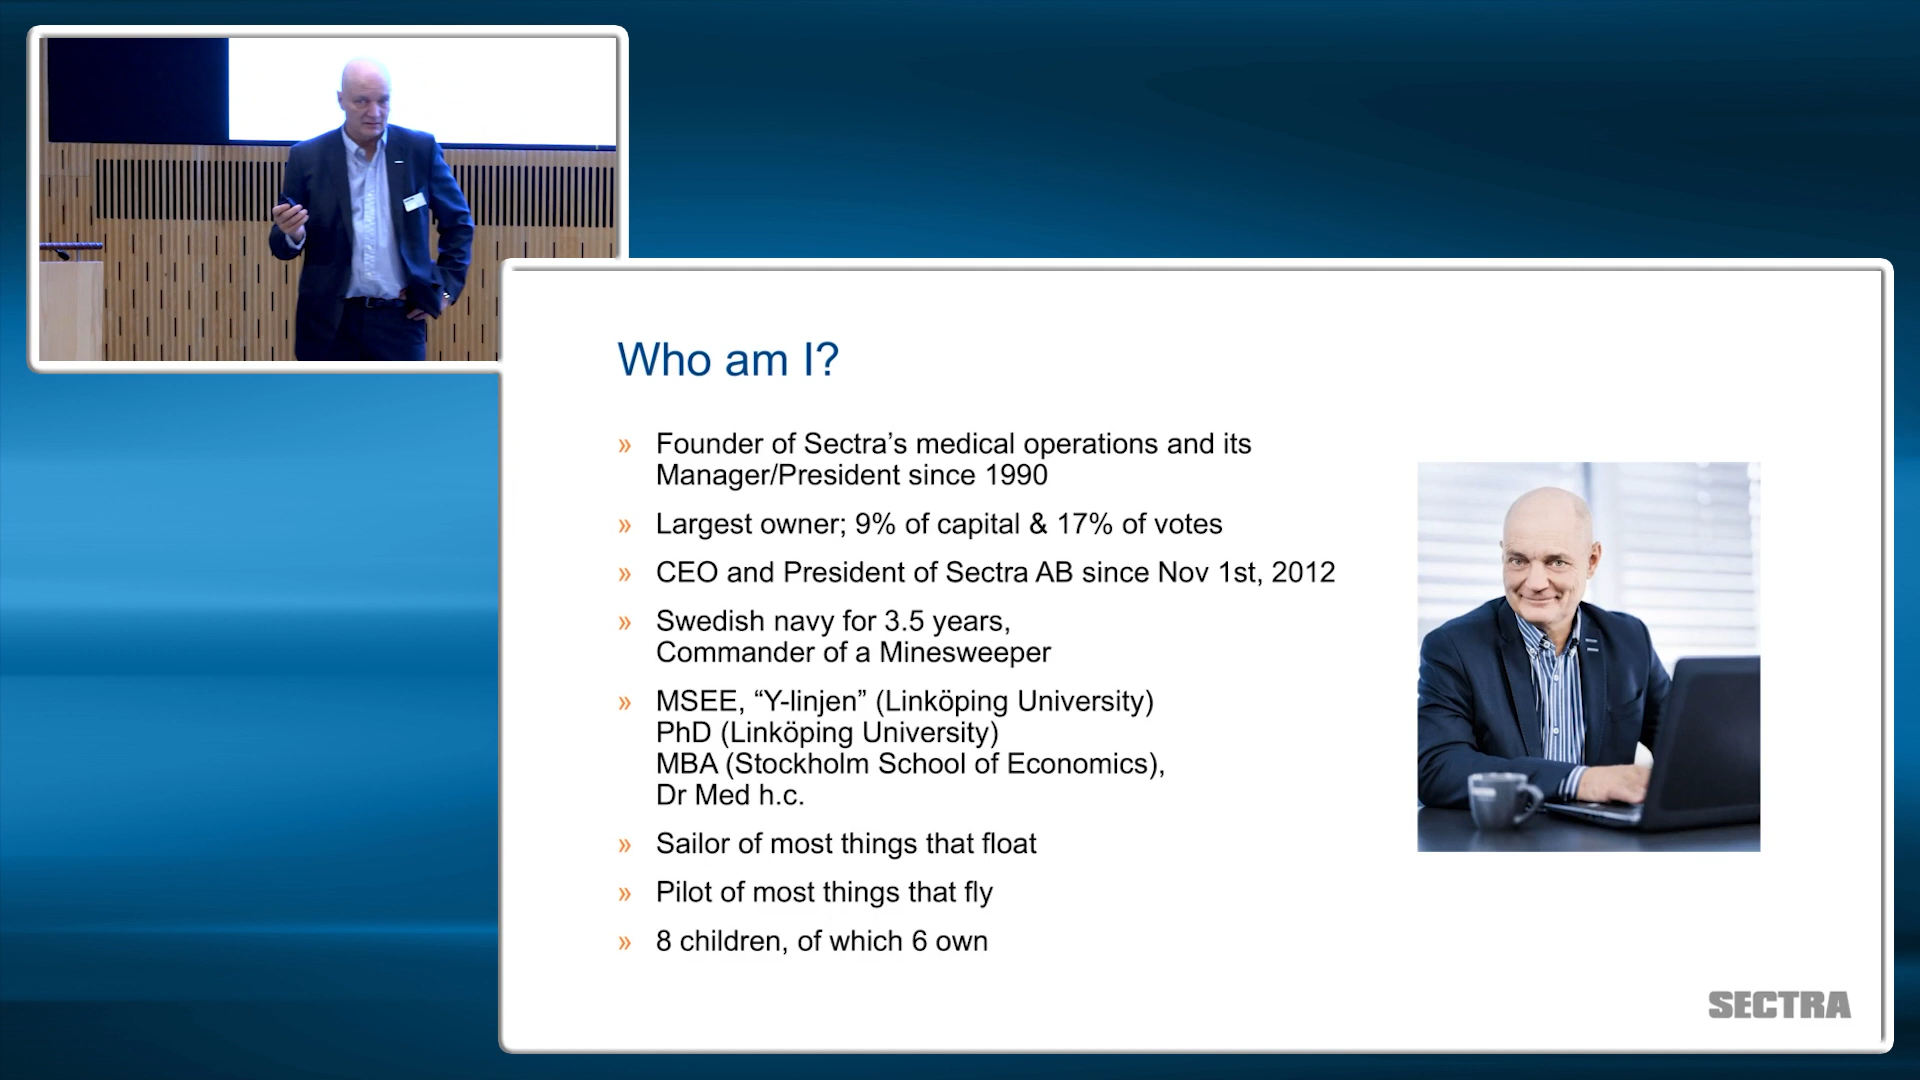 Who am I?
» Founder of Sectra’s medical operations and its
Manager/President since 1990
» Largest owner; 9% of capital & 17% of votes
» CEO and President of Sectra AB since Nov 1st, 2012
» Swedish navy for 3.5 years,
Commander of a Minesweeper
» MSEE, “Y-linjen” (Linköping University)
PhD (Linköping University)
MBA (Stockholm School of Economics),
Dr Med h.c.
» Sailor of most things that float
» Pilot of most things that fly
» 8 children, of which 6 own
SECTRA